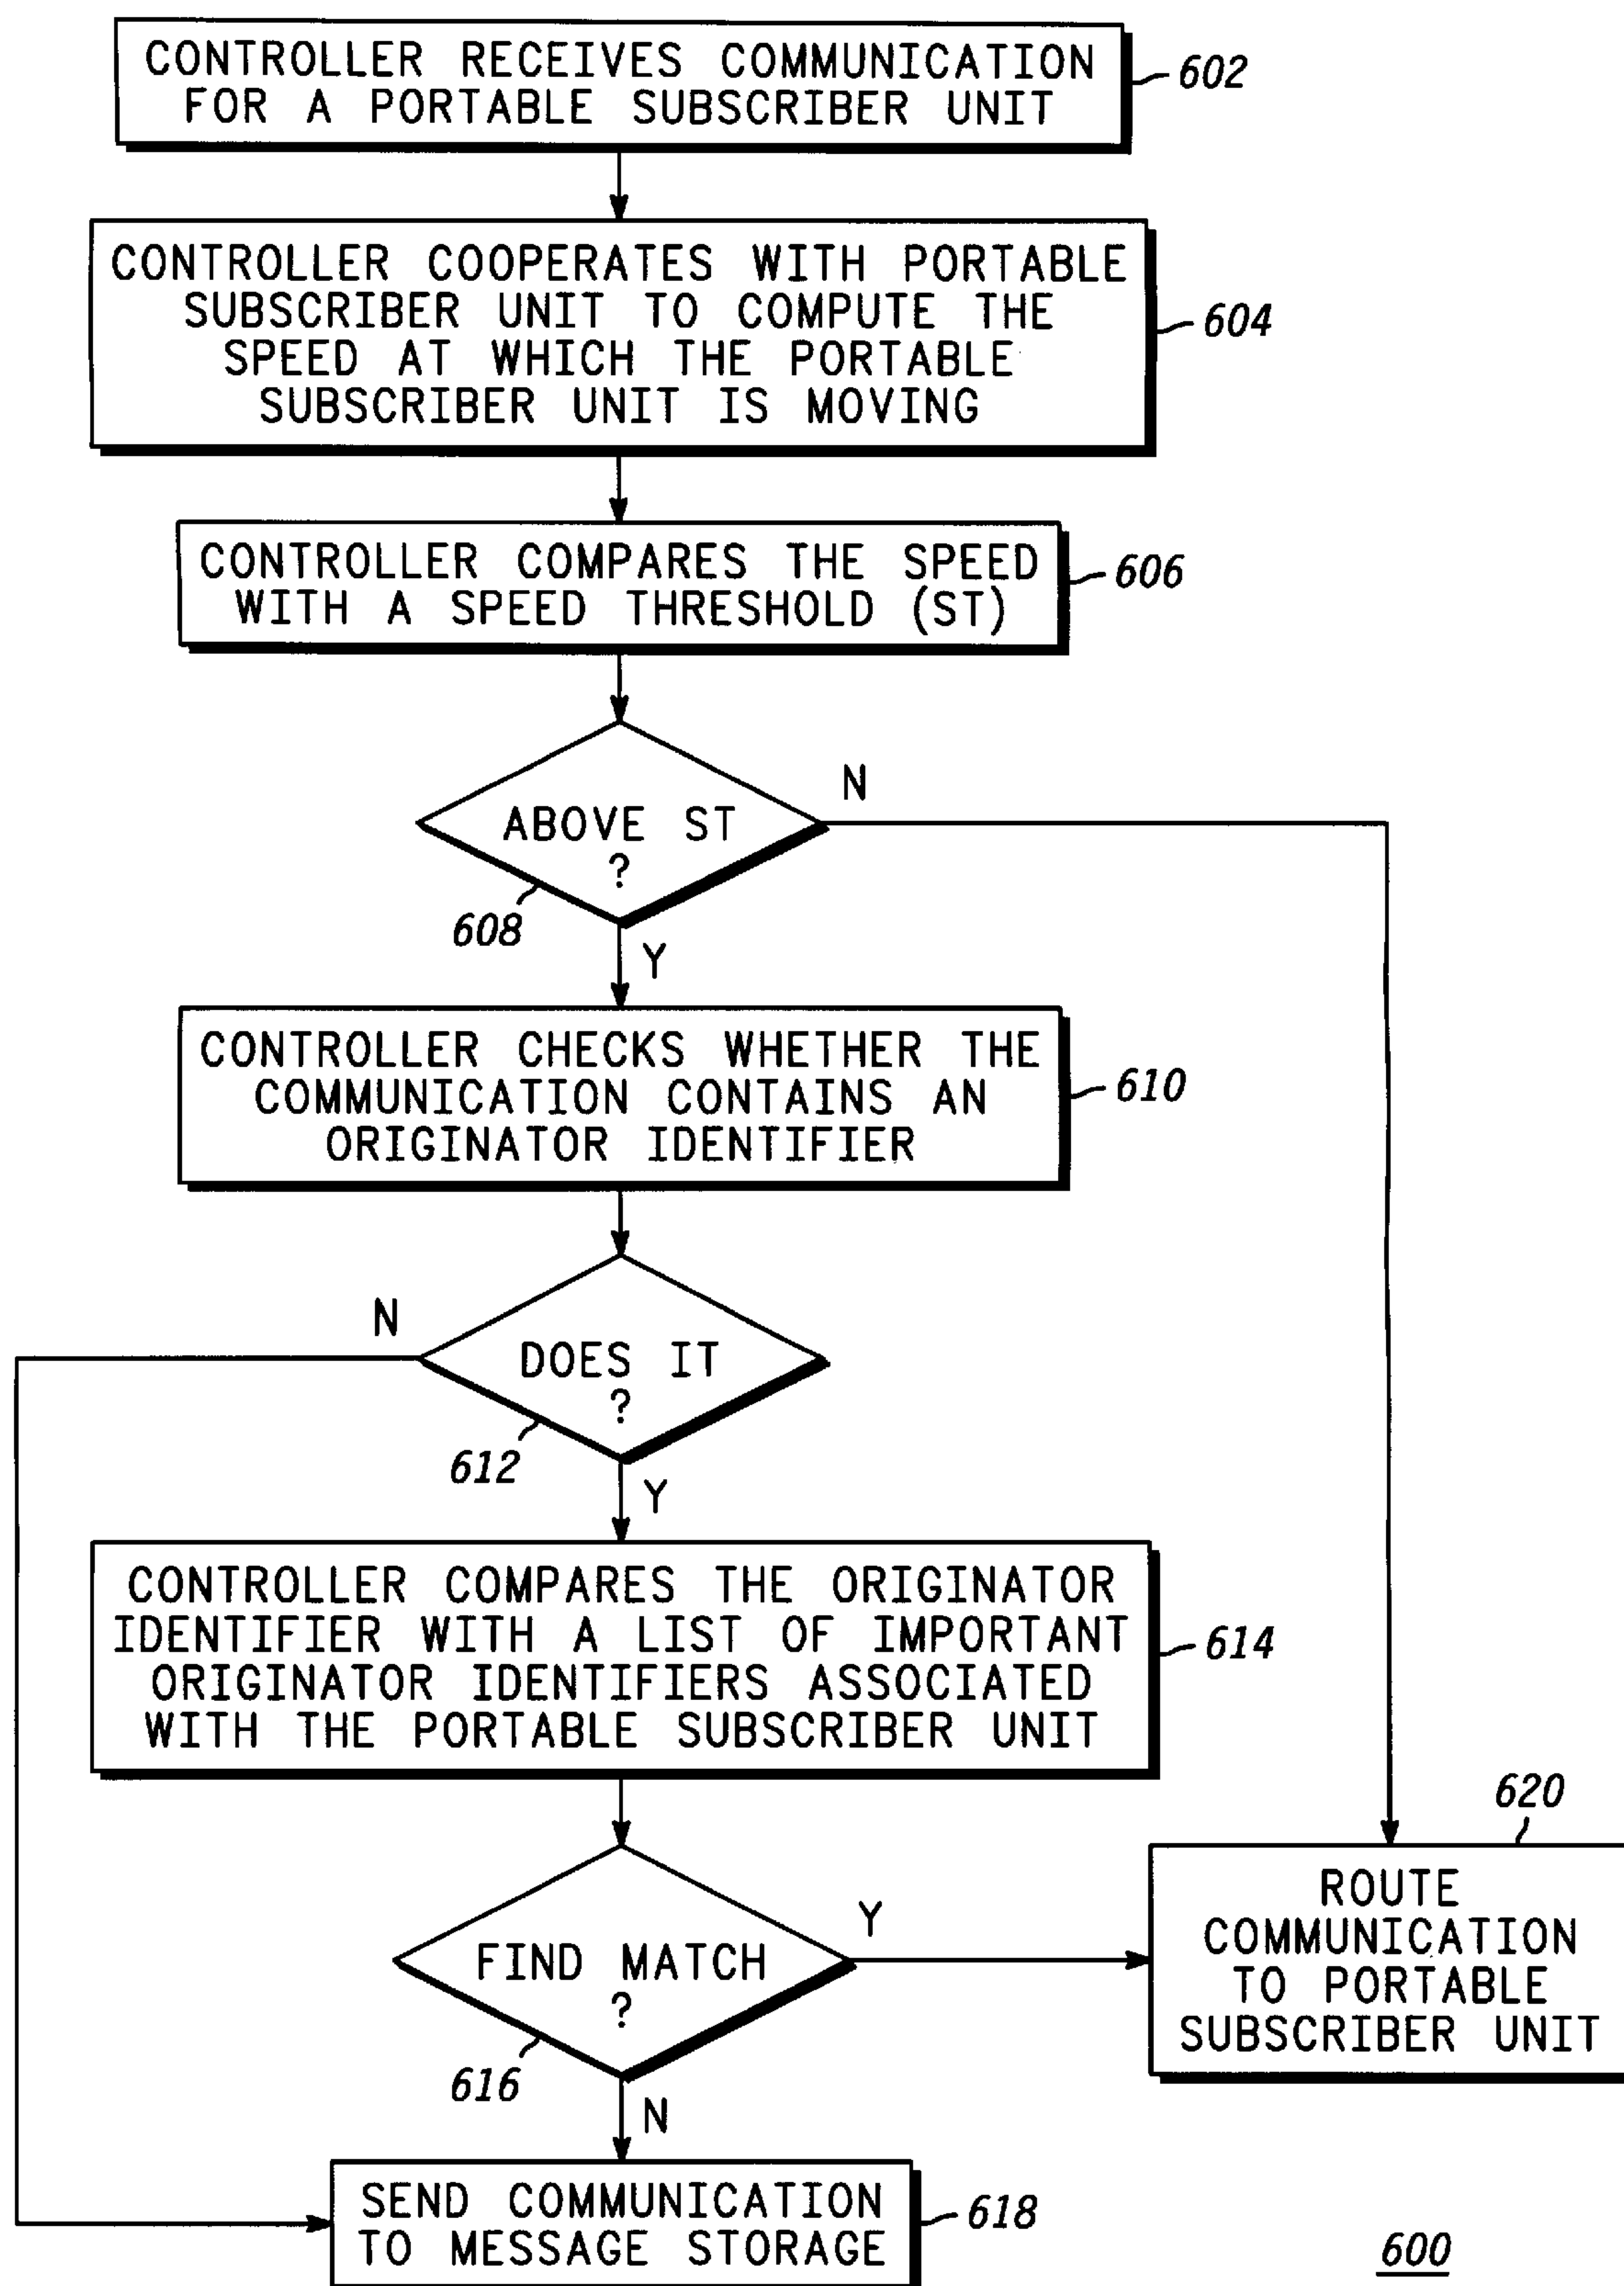 CONTROLLER RECEIVES COMMUNICATION
FOR A PORTABLE SUBSCRIBER UNIT
602
CONTROLLER COOPERATES WITH PORTABLE
SUBSCRIBER UNIT TO COMPUTE THE
SPEED AT WHICH THE PORTABLE
SUBSCRIBER UNIT IS MOVING
604
CONTROLLER COMPARES THE SPEED
WITH A SPEED THRESHOLD (ST)
606
ABOVE ST
?
608
N
Y
CONTROLLER CHECKS WHETHER THE
COMMUNICATION CONTAINS AN
ORIGINATOR IDENTIFIER
610
N
DOES IT
?
612
Y
CONTROLLER COMPARES THE ORIGINATOR
IDENTIFIER WITH A LIST OF IMPORTANT
ORIGINATOR IDENTIFIERS ASSOCIATED
WITH THE PORTABLE SUBSCRIBER UNIT
614
FIND MATCH
?
616
Y
N
620
ROUTE
COMMUNICATION
TO PORTABLE
SUBSCRIBER UNIT
SEND COMMUNICATION
TO MESSAGE STORAGE
618
600